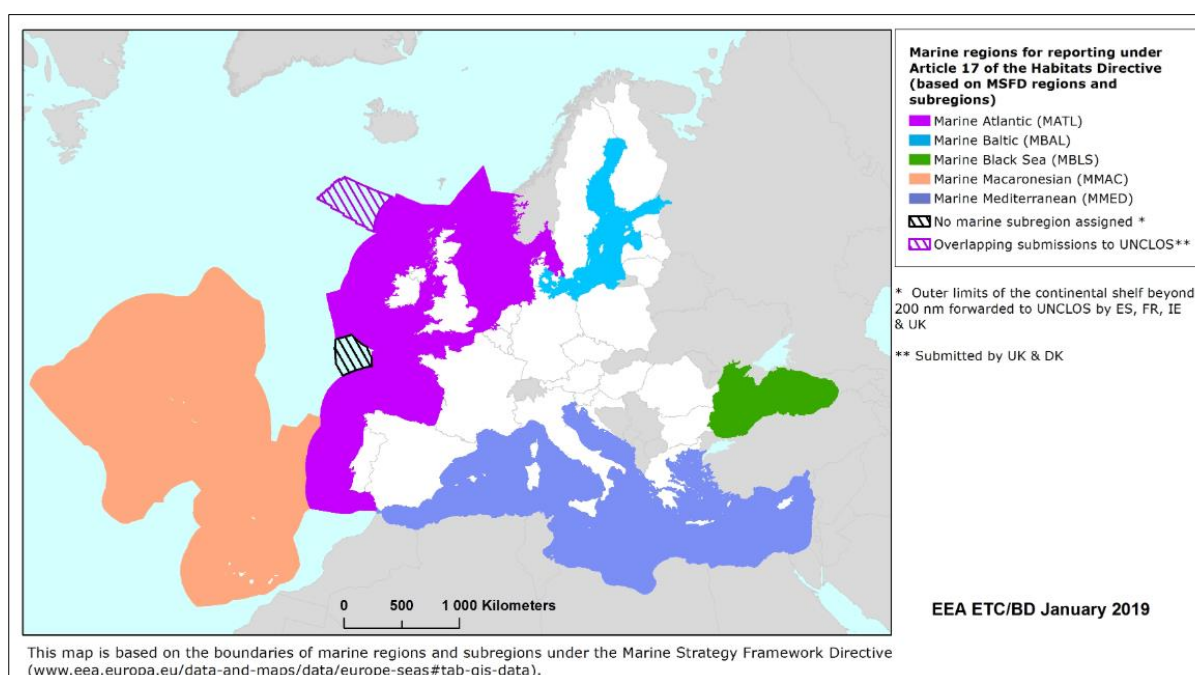 Marine regions for reporting under
Article 17 of the Habitats Directive
(based on MSFD regions and
subregions)
Marine Atlantic (MATL)
Marine Baltic (MBAL)
Marine Black Sea (MBLS)
Marine Macaronesian (MMAC)
Marine Mediterranean (MMED)
No marine subregion assigned *
Overlapping submissions to UNCLOS**
* Outer limits of the continental shelf beyond
200 nm forwarded to UNCLOS by ES, FR, IE
& UK
** Submitted by UK & DK
0 500 1 000 Kilometers
EEA ETC/BD January 2019
This map is based on the boundaries of marine regions and subregions under the Marine Strategy Framework Directive
(www.eea.europa.eu/data-and-maps/data/europe-seas#tab-gis-data).